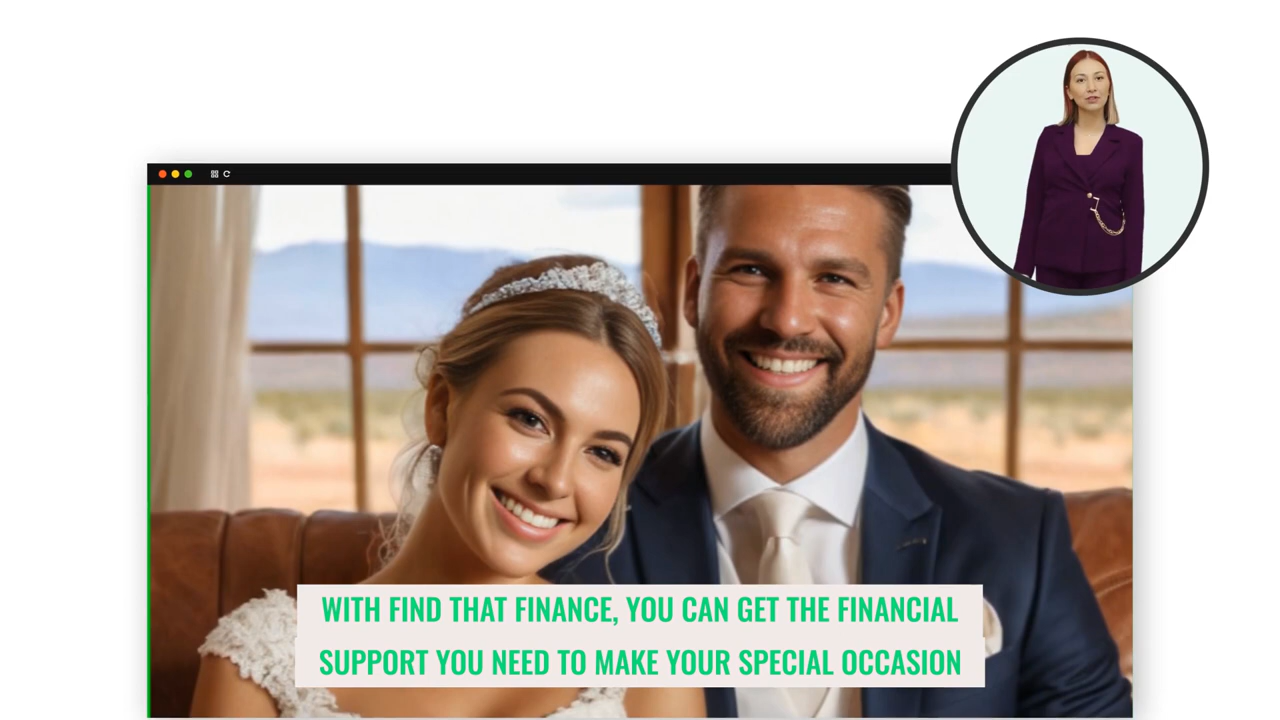 WITH FIND THAT FINANCE, YOU CAN GET THE FINANCIAL
SUPPORT YOU NEED TO MAKE YOUR SPECIAL OCCASION